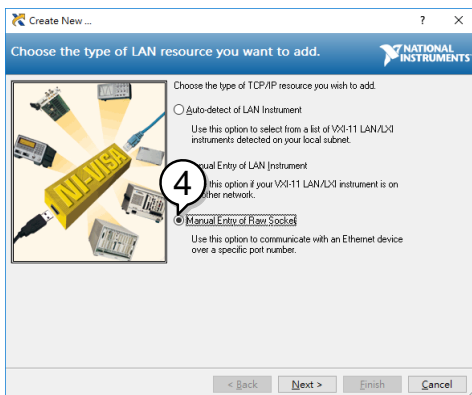 Create New ...
?
Choose the type of LAN resource you want to add.
NATIONAL
INSTRUMENTS
Choose the type of TCP/IP resource you wish to add.
Auto-detect of LAN Instrument
Use this option to select from a list of VXI-11 LAN/LXI
instruments detected on your local subnet.
Manual Entry of LAN Instrument
this option if your VXI-11 LAN/LXI instrument is on
other network.
4
Manual Entry of Raw Socket
Use this option to communicate with an Ethernet device
over a specific port number.
NI-VISA
< Back
Next >
Finish
Cancel